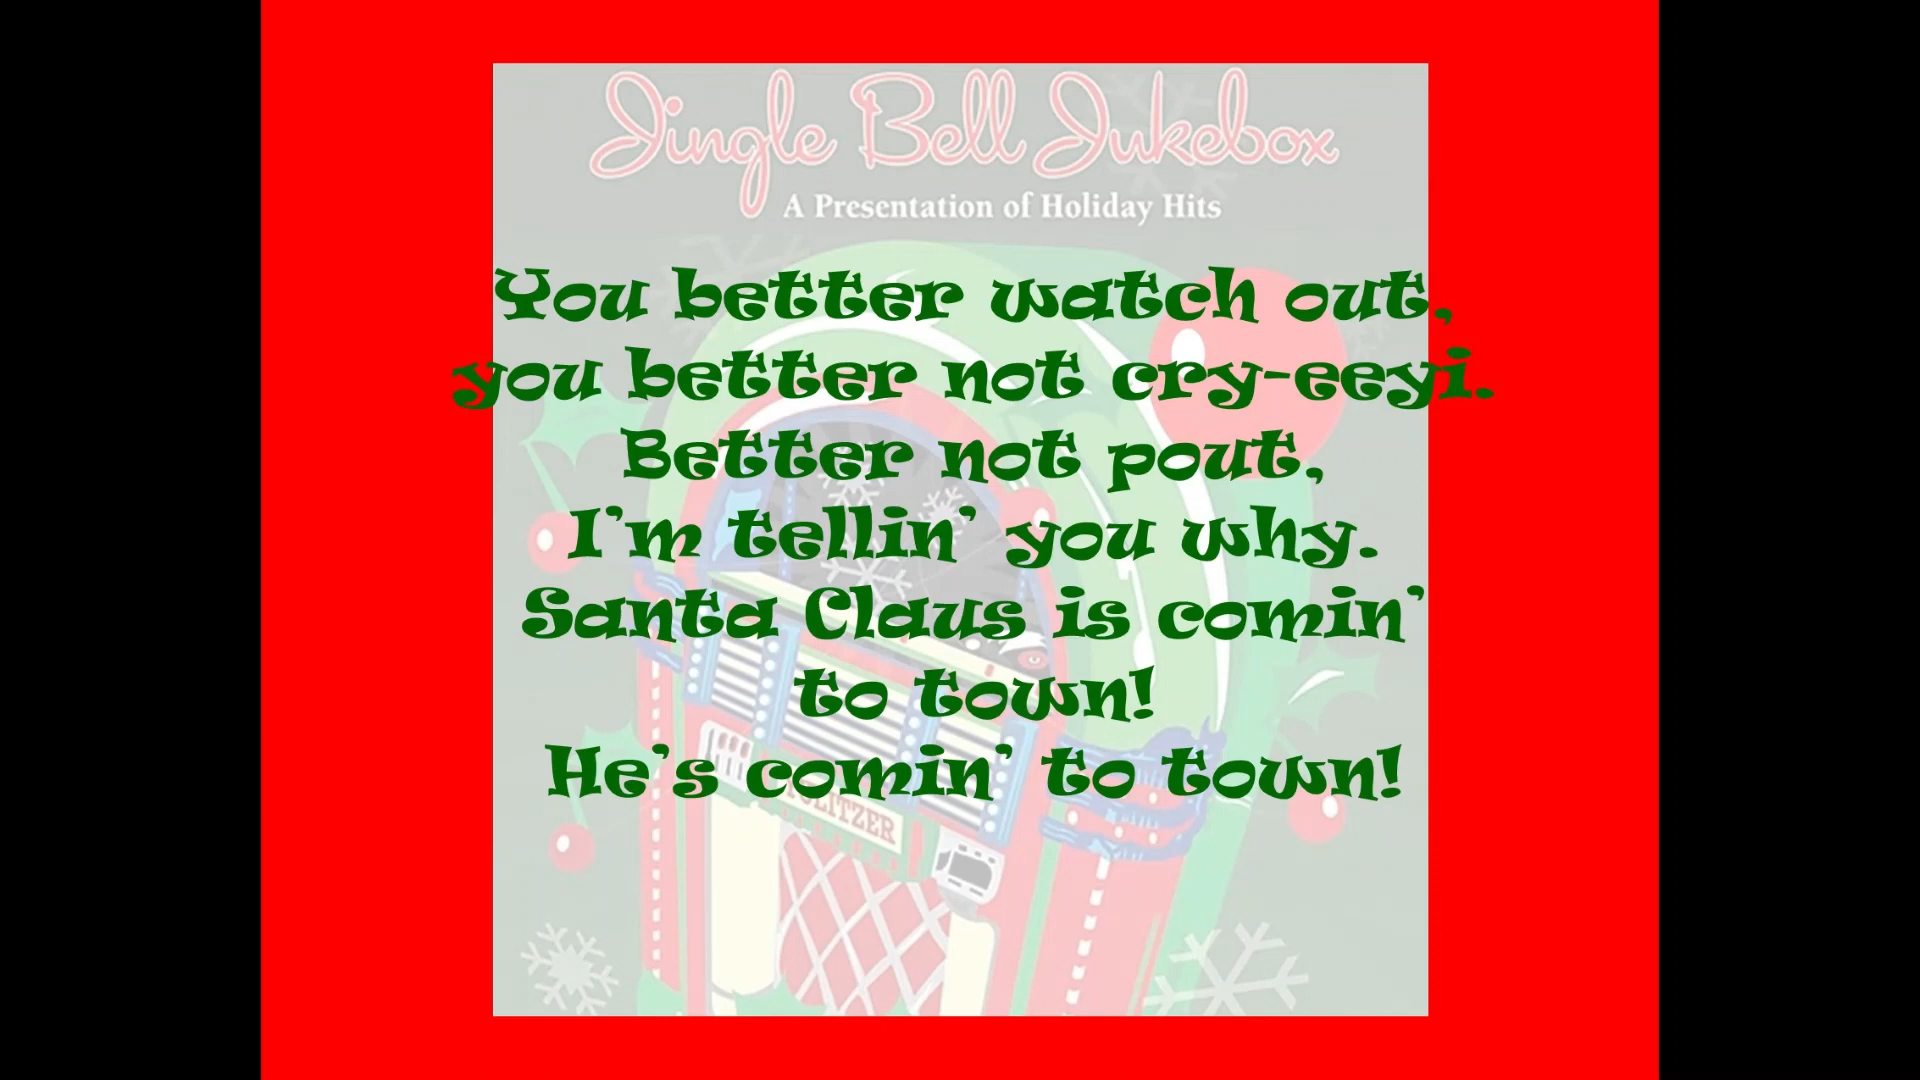 Jingle Bell Jukebox
A Presentation of Holiday Hits
You better watch out,
you better not cry-eeyi.
Better not pout,
I'm tellin' you why.
Santa Claus is comin'
to town!
He's comin' to town!